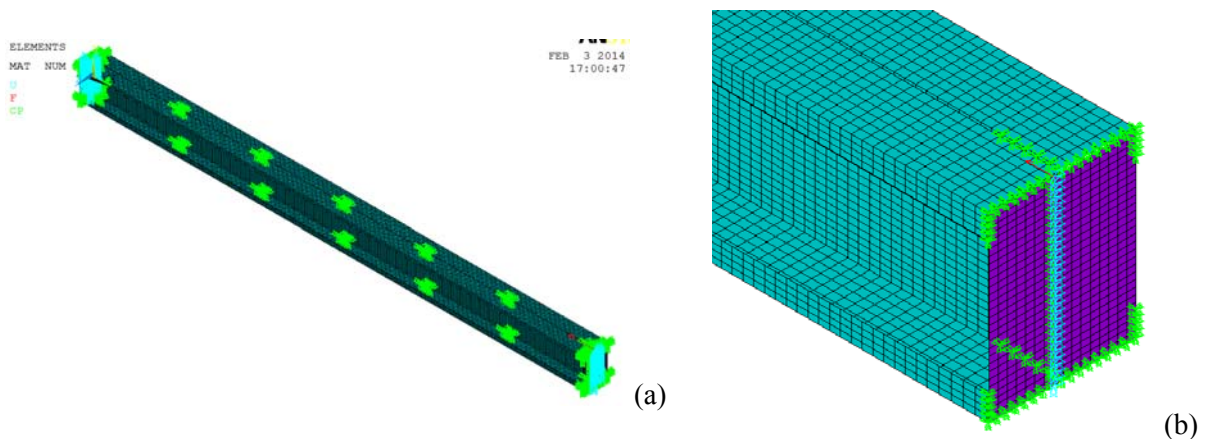 ELEMENTS
MAT NUM
U
F
CP
FEB 3 2014
17:00:47
(a)
(b)